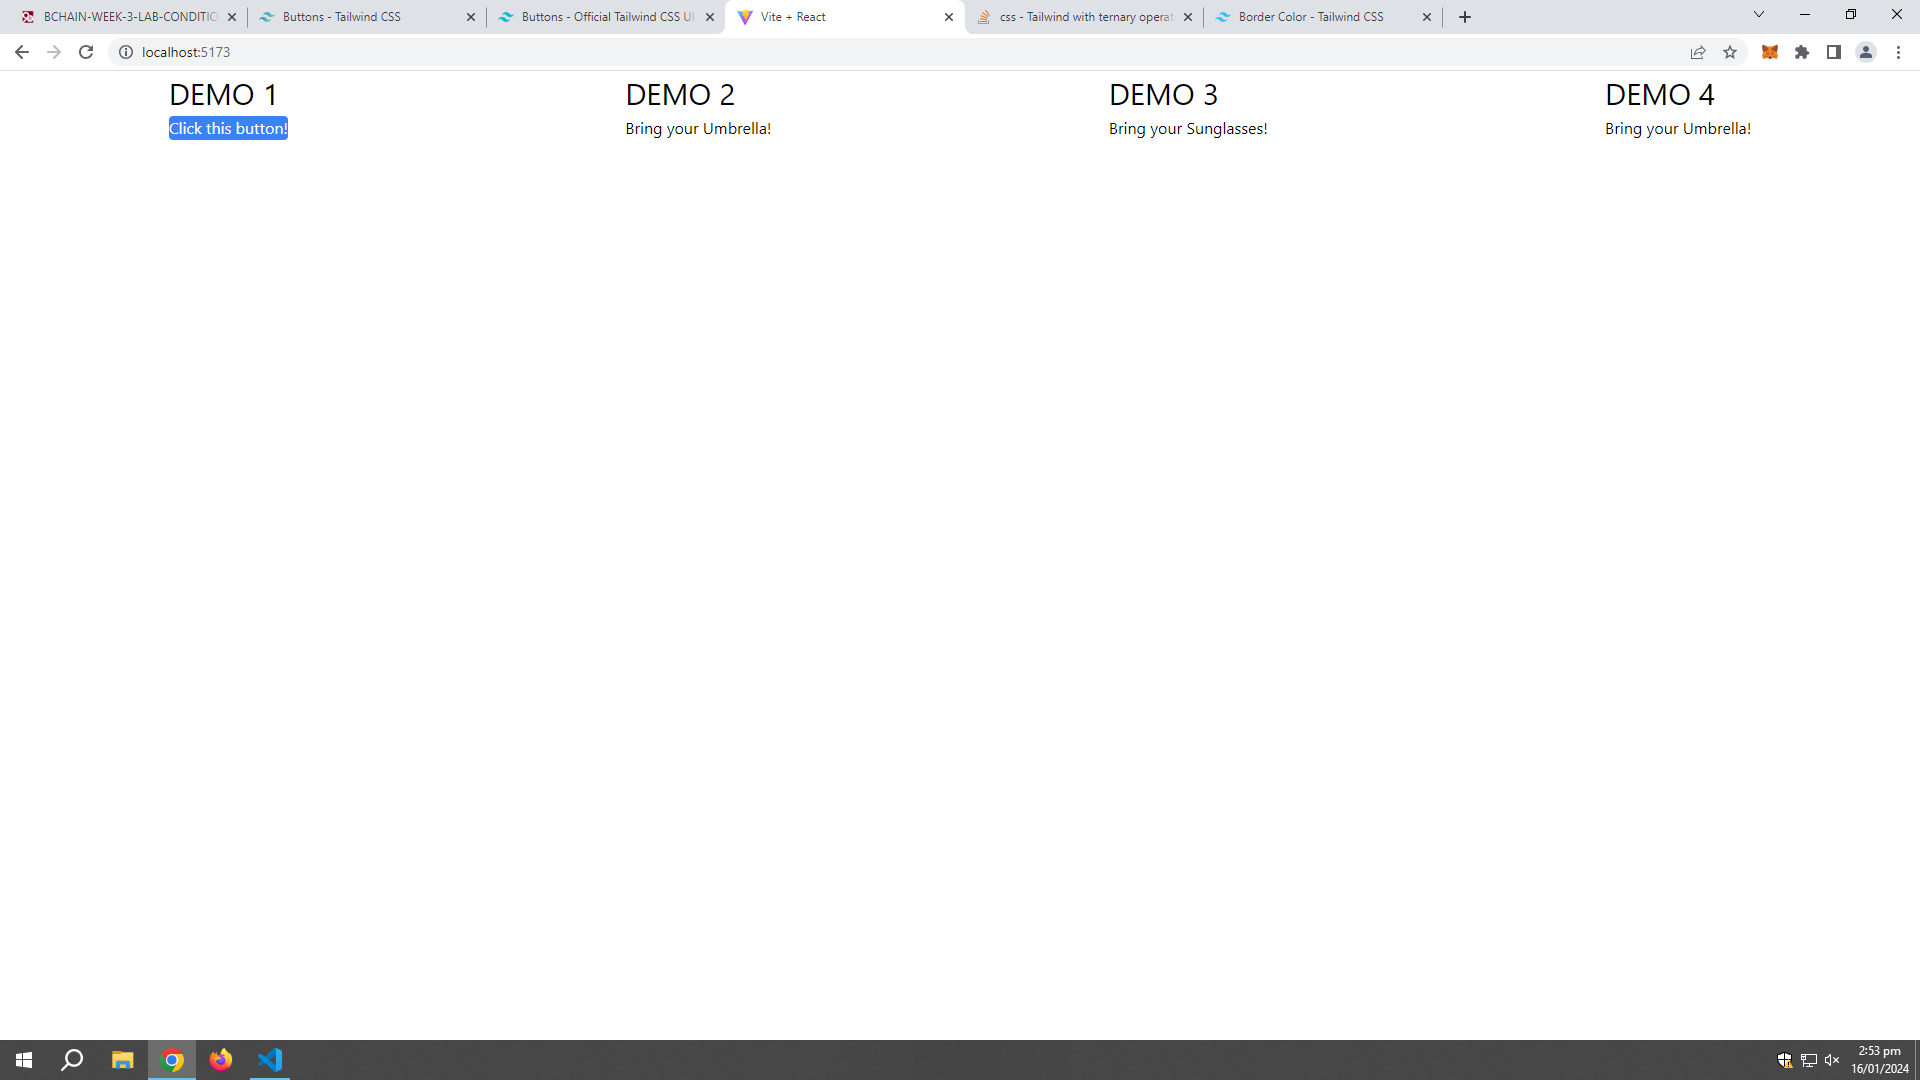 BCHAIN-WEEK-3-LAB-CONDITIO
Buttons - Tailwind CSS
Buttons - Official Tailwind CSS UI
Vite + React
css - Tailwind with ternary operat
Border Color - Tailwind CSS
localhost:5173
DEMO 1
Click this button!
DEMO 2
Bring your Umbrella!
DEMO 3
Bring your Sunglasses!
DEMO 4
Bring your Umbrella!
2:53 pm
16/01/2024